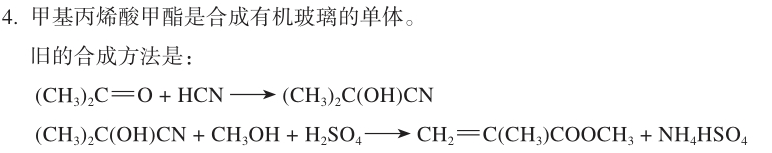 4. 甲基丙烯酸甲酯是合成有机玻璃的单体。
旧的合成方法是：
(CH₃)₂C＝O + HCN ⟶ (CH₃)₂C(OH)CN
(CH₃)₂C(OH)CN + CH₃OH + H₂SO₄ ⟶ CH₂＝C(CH₃)COOCH₃ + NH₄HSO₄